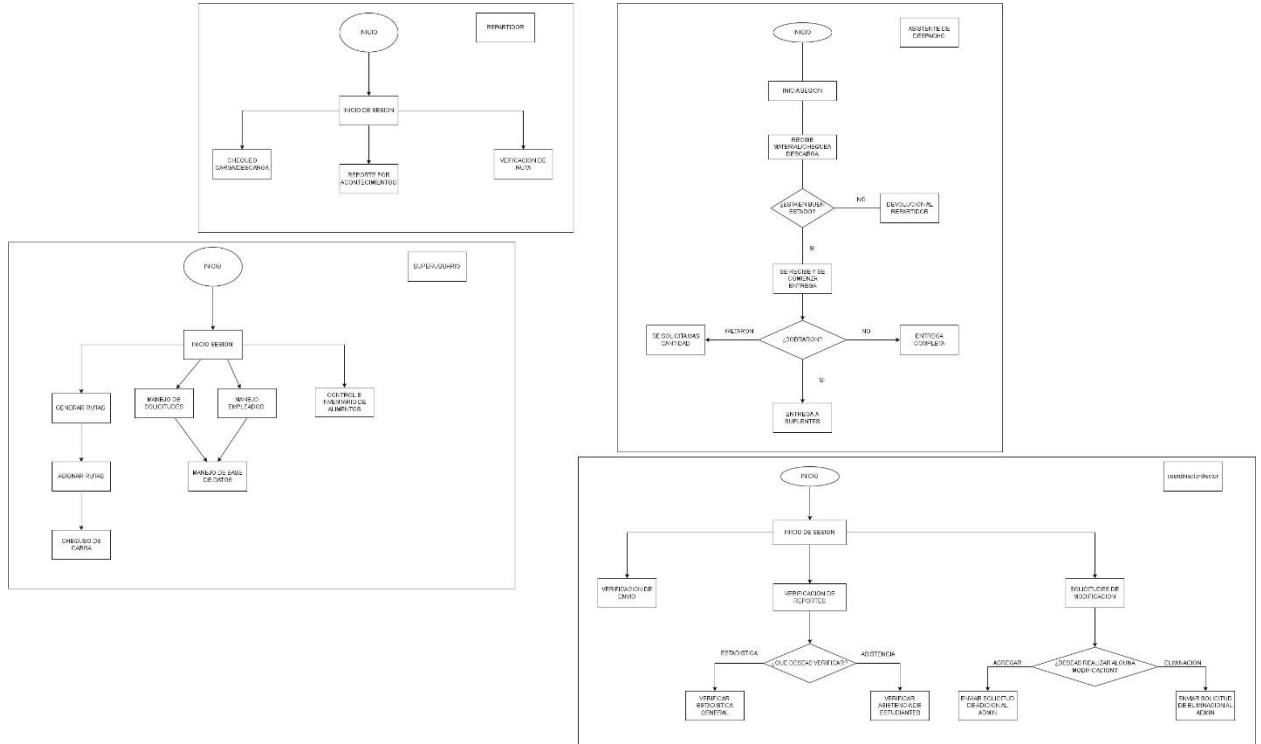 INICIO
REPARTIDOR
INICIO DE SESION
CHEQUEO
CARGA/DESCARGA
REPORTE POR
ACONTECIMIENTOS
VEFIFICACION DE
RUTA
INICIO
ASISTENTE DE
DESPACHO
INICIA SESION
RECIBE
MATERIAL/CHEQUEA
DESCARGA
¿ESTA EN BUEN
ESTADO?
NO
DEVOLUCION AL
REPARTIDOR
SI
SE RECIBE Y SE
COMIENZA
ENTREGA
SE SOLICITA MAS
CANTIDAD
FALTARON
¿SOBRARON?
NO
ENTREGA
COMPLETA
SI
ENTREGA A
SUPLENTES
INICIO
SUPERUSUARIO
INICIO SESION
GENERAR RUTAS
MANEJO DE
SOLICITUDES
MANEJO
EMPLEADOS
CONTROL E
INVENTARIO DE
ALIMENTOS
ASIGNAR RUTAS
MANEJO DE BASE
DE DATOS
CHEQUEO DE
CARGA
INICIO
INICIO DE SESION
VERIFICACION DE
ENVIO
VERIFICACION DE
REPORTES
SOLICITUDES DE
MODIFICACION
ESTADISTICA
¿QUE DESEAS VERIFICAR?
ASISTENCIA
AGREGAR
¿DESEAS REALIZAR ALGUNA
MODIFICACION?
ELIMINACION
VERIFICAR
ESTADISTICA
GENERAL
VERIFICAR
ASISTENCIA DE
ESTUDIANTES
ENVIAR SOLICITUD
DE ADICION AL
ADMIN
ENVIAR SOLICITUD
DE ELIMINACION AL
ADMIN